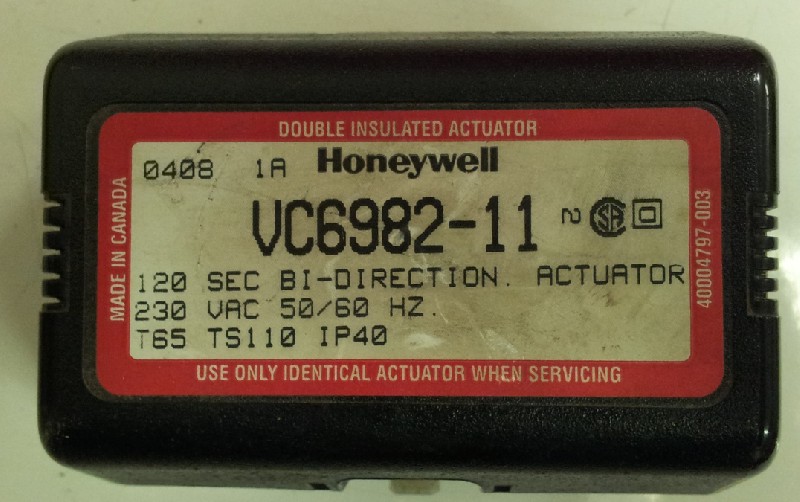 DOUBLE INSULATED ACTUATOR
0408 1A Honeywell
VC6982-11 2
120 SEC BI-DIRECTION. ACTUATOR
230 VAC 50/60 HZ.
T65 TS110 IP40
USE ONLY IDENTICAL ACTUATOR WHEN SERVICING
MADE IN CANADA
40004797-003